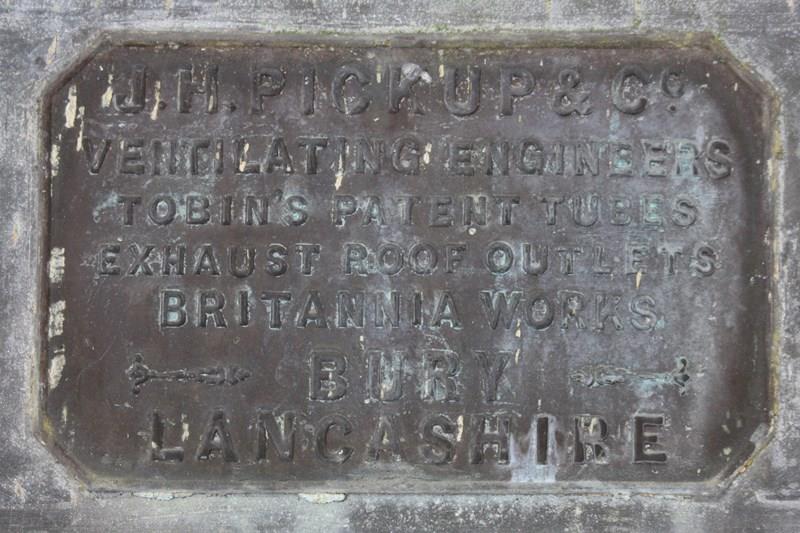 J. H. PICKUP & Co
VENTILATING ENGINEERS
TOBIN'S PATENT TUBES
EXHAUST ROOF OUTLETS
BRITANNIA WORKS
BURY
LANCASHIRE